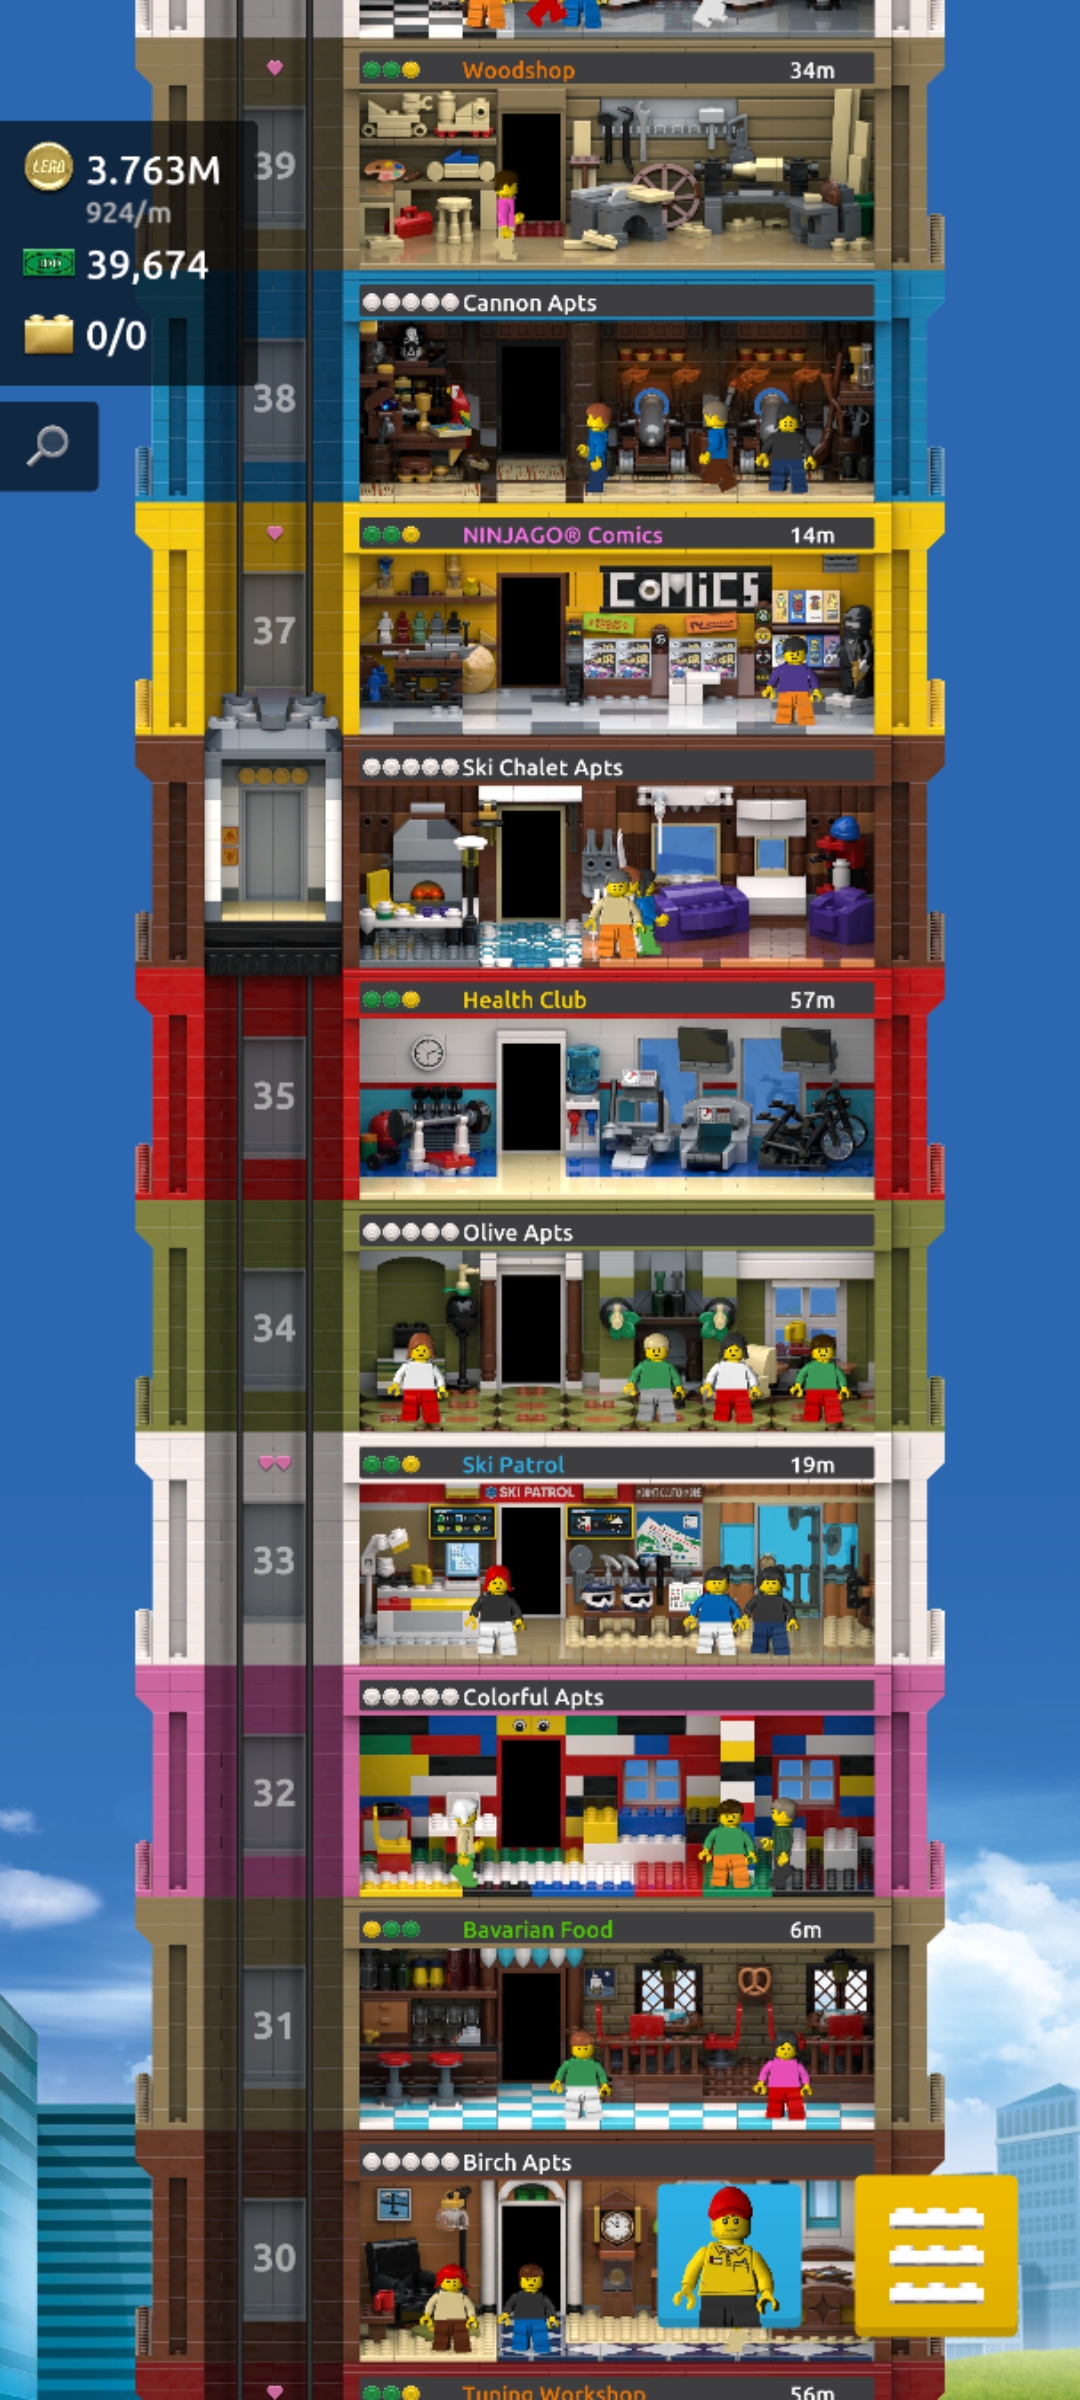 Woodshop 34m
LEGO 3.763M
924/m
39,674
0/0
39
Cannon Apts
38
NINJAGO® Comics 14m
COMiCS
37
Ski Chalet Apts
Health Club 57m
35
Olive Apts
34
Ski Patrol 19m
SKI PATROL
33
Colorful Apts
32
Bavarian Food 6m
31
Birch Apts
30
Tuning Workshop 56m